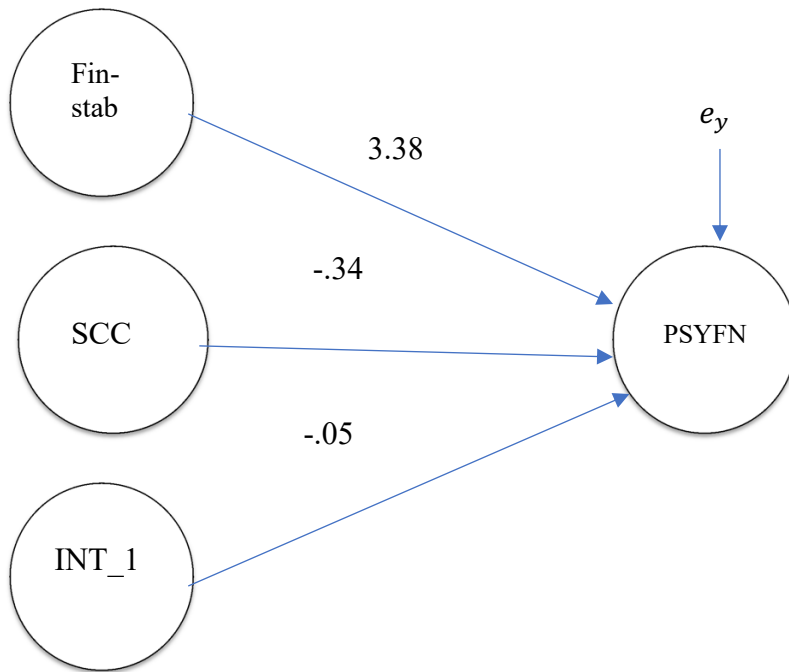 Fin-
stab
e_y
3.38
-.34
SCC
PSYFN
-.05
INT_1